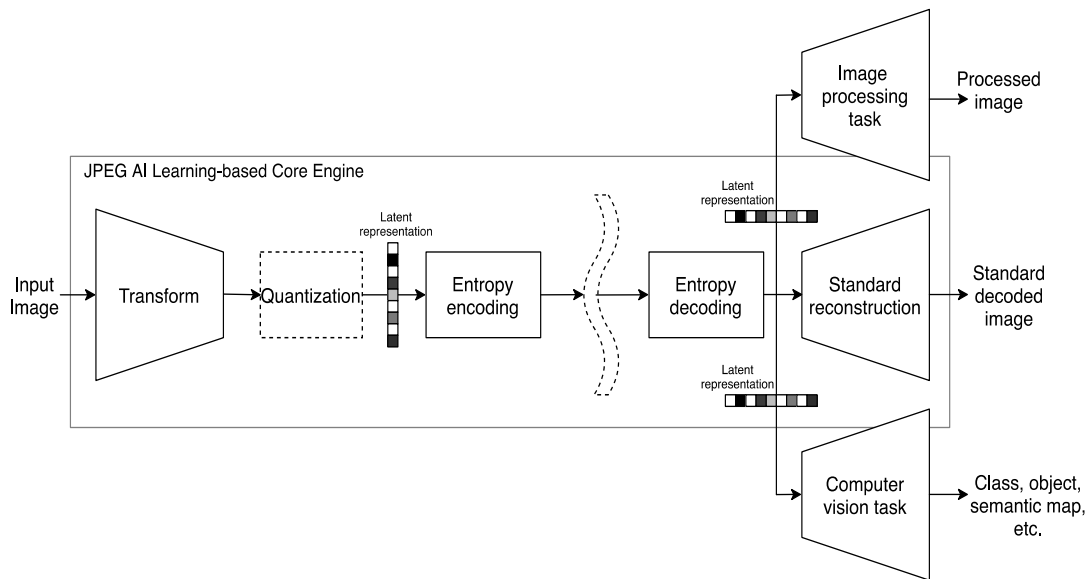 Image
processing
task
Processed
image
JPEG AI Learning-based Core Engine
Latent
representation
Latent
representation
Input
Image
Transform
Quantization
Entropy
encoding
Entropy
decoding
Standard
reconstruction
Standard
decoded
image
Latent
representation
Computer
vision task
Class, object,
semantic map,
etc.